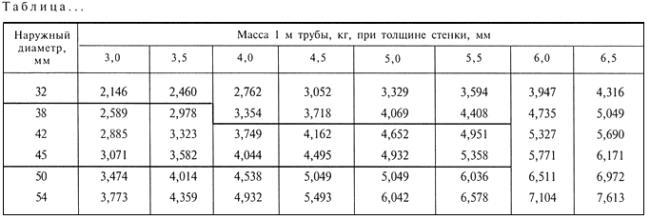 Таблица...
Наружный диаметр, мм Масса 1 м трубы, кг, при толщине стенки, мм
3,0 3,5 4,0 4,5 5,0 5,5 6,0 6,5
32 2,146 2,460 2,762 3,052 3,329 3,594 3,947 4,316
38 2,589 2,978 3,354 3,718 4,069 4,408 4,735 5,049
42 2,885 3,323 3,749 4,162 4,652 4,951 5,327 5,690
45 3,071 3,582 4,044 4,495 4,932 5,358 5,771 6,171
50 3,474 4,014 4,538 5,049 5,049 6,036 6,511 6,972
54 3,773 4,359 4,932 5,493 6,042 6,578 7,104 7,613